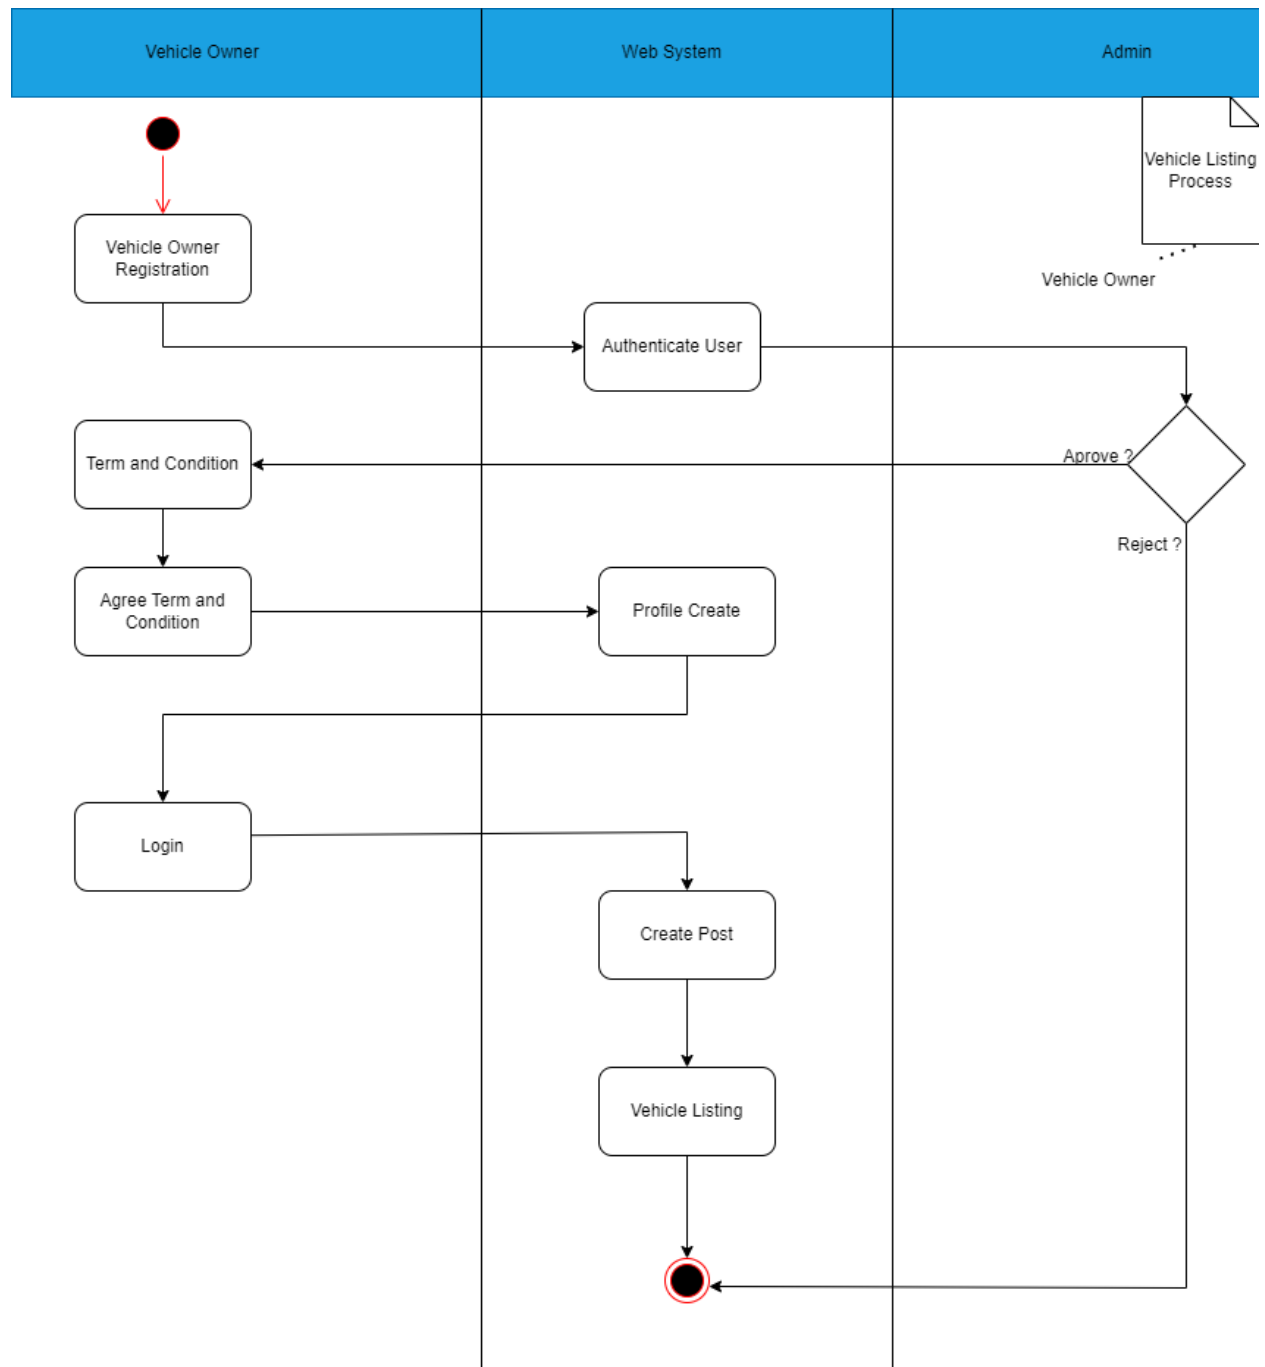 Vehicle Owner
Web System
Admin
Vehicle Listing
Process
Vehicle Owner
Vehicle Owner
Registration
Authenticate User
Aprove ?
Term and Condition
Reject ?
Agree Term and
Condition
Profile Create
Login
Create Post
Vehicle Listing